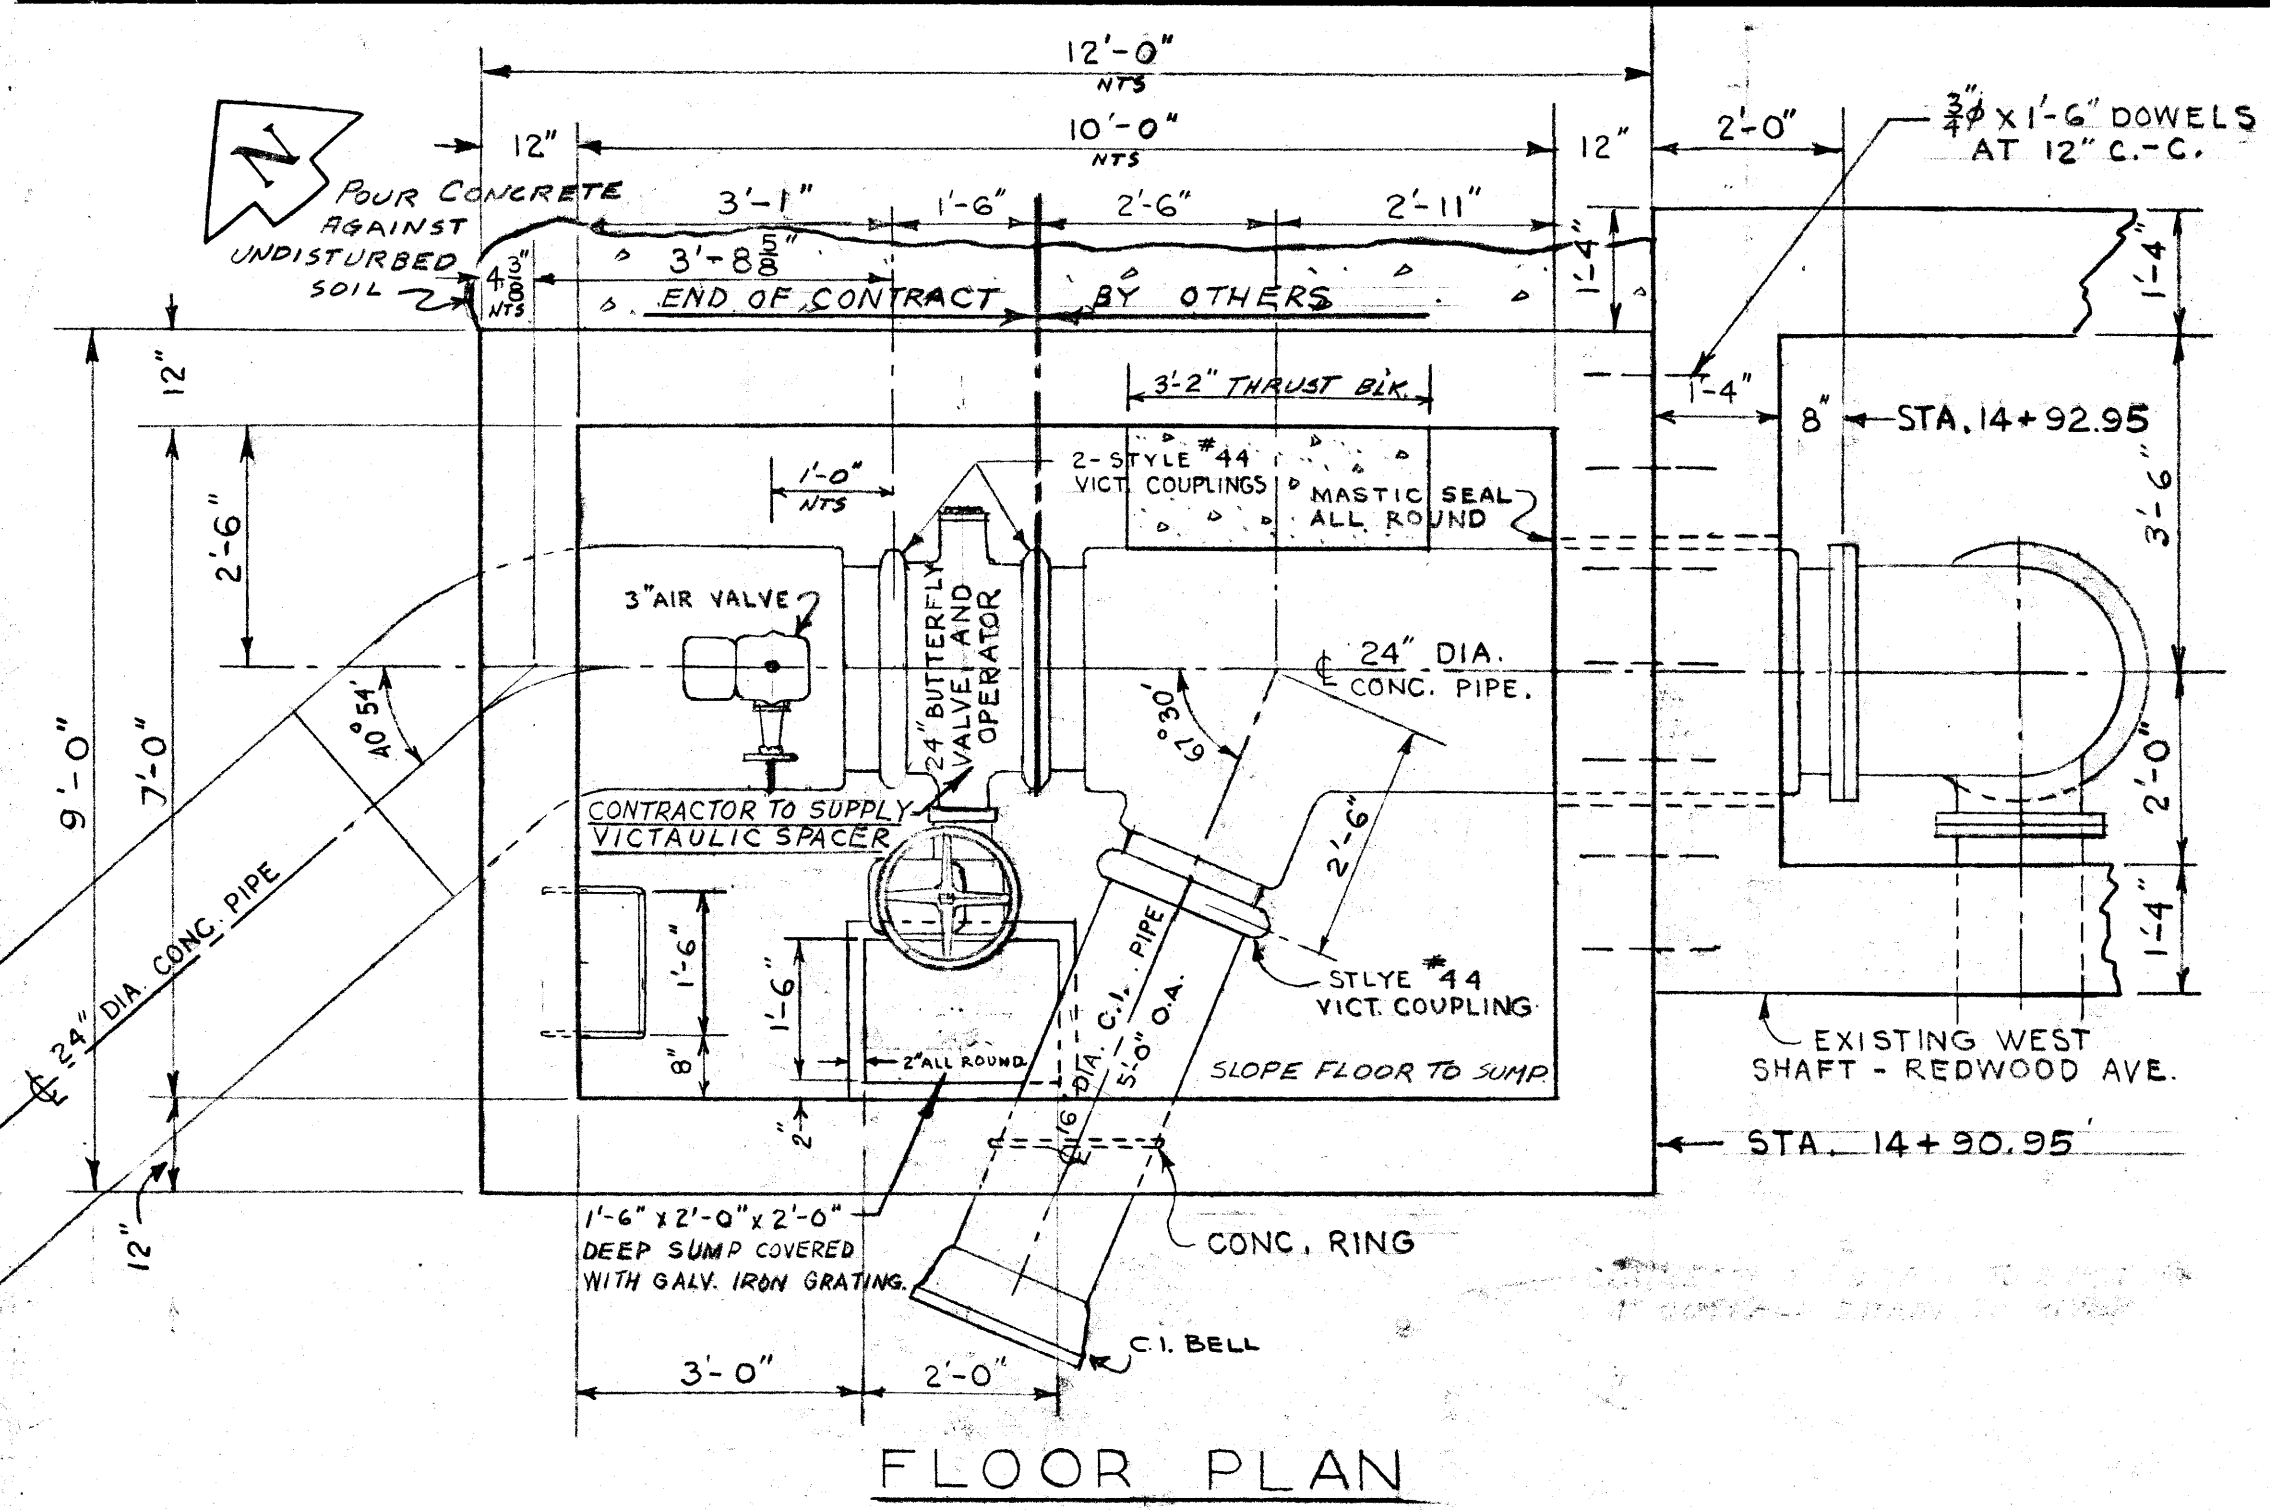 12'-0"
NTS
12"
10'-0"
NTS
12"
2'-0"
3/4"ϕ X 1'-6" DOWELS
AT 12" C.-C.
N
POUR CONCRETE
AGAINST
UNDISTURBED
SOIL
3'-1"
1'-6"
2'-6"
2'-11"
4 3/8"
NTS
3'-8 5/8"
END OF CONTRACT
BY OTHERS
1'-4"
1'-4"
12"
3'-2" THRUST BLK.
1'-4"
8"
STA. 14+92.95
2'-6"
1'-0"
NTS
2- STYLE #44
VICT. COUPLINGS
MASTIC SEAL
ALL ROUND
3'-6"
3" AIR VALVE
24" BUTTERFLY
VALVE AND
OPERATOR
℄ 24" DIA.
CONC. PIPE.
40° 54'
67° 30'
9'-0"
7'-0"
2'-6"
2'-0"
CONTRACTOR TO SUPPLY
VICTAULIC SPACER
℄ 24" DIA. CONC. PIPE
1'-6"
8"
1'-6"
2" ALL ROUND
2"
℄ 16" DIA. C.I. PIPE
5'-0" O.A.
STLYE #44
VICT. COUPLING
SLOPE FLOOR TO SUMP.
1'-4"
EXISTING WEST
SHAFT - REDWOOD AVE.
STA. 14+90.95'
12"
1'-6" X 2'-0" X 2'-0"
DEEP SUMP COVERED
WITH GALV. IRON GRATING.
CONC. RING
C.I. BELL
3'-0"
2'-0"
FLOOR PLAN